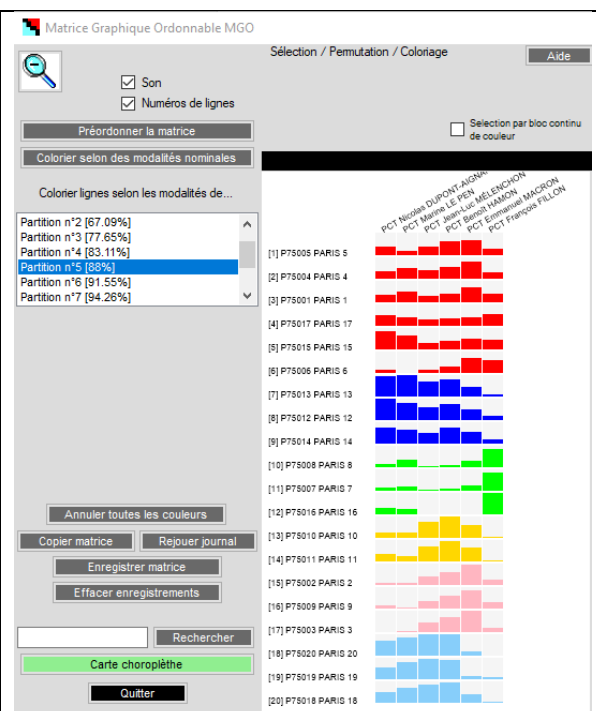 Matrice Graphique Ordonnable MGO
Sélection / Permutation / Coloriage
Aide
Son
Numéros de lignes
Préordonner la matrice
Selection par bloc continu
de couleur
Colorier selon des modalités nominales
Colorier lignes selon les modalités de...
Partition n°2 [67.09%]
Partition n°3 [77.65%]
Partition n°4 [83.11%]
Partition n°5 [88%]
Partition n°6 [91.55%]
Partition n°7 [94.26%]
PCT Nicolas DUPONT-AIGNA
PCT Marine LE PEN
PCT Jean-Luc MÉLENCHON
PCT Benoît HAMON
PCT Emmanuel MACRON
PCT François FILLON
[1] P75005 PARIS 5
[2] P75004 PARIS 4
[3] P75001 PARIS 1
[4] P75017 PARIS 17
[5] P75015 PARIS 15
[6] P75006 PARIS 6
[7] P75013 PARIS 13
[8] P75012 PARIS 12
[9] P75014 PARIS 14
[10] P75008 PARIS 8
[11] P75007 PARIS 7
[12] P75016 PARIS 16
[13] P75010 PARIS 10
[14] P75011 PARIS 11
[15] P75002 PARIS 2
[16] P75009 PARIS 9
[17] P75003 PARIS 3
[18] P75020 PARIS 20
[19] P75019 PARIS 19
[20] P75018 PARIS 18
Annuler toutes les couleurs
Copier matrice
Rejouer journal
Enregistrer matrice
Effacer enregistrements
Rechercher
Carte choroplèthe
Quitter